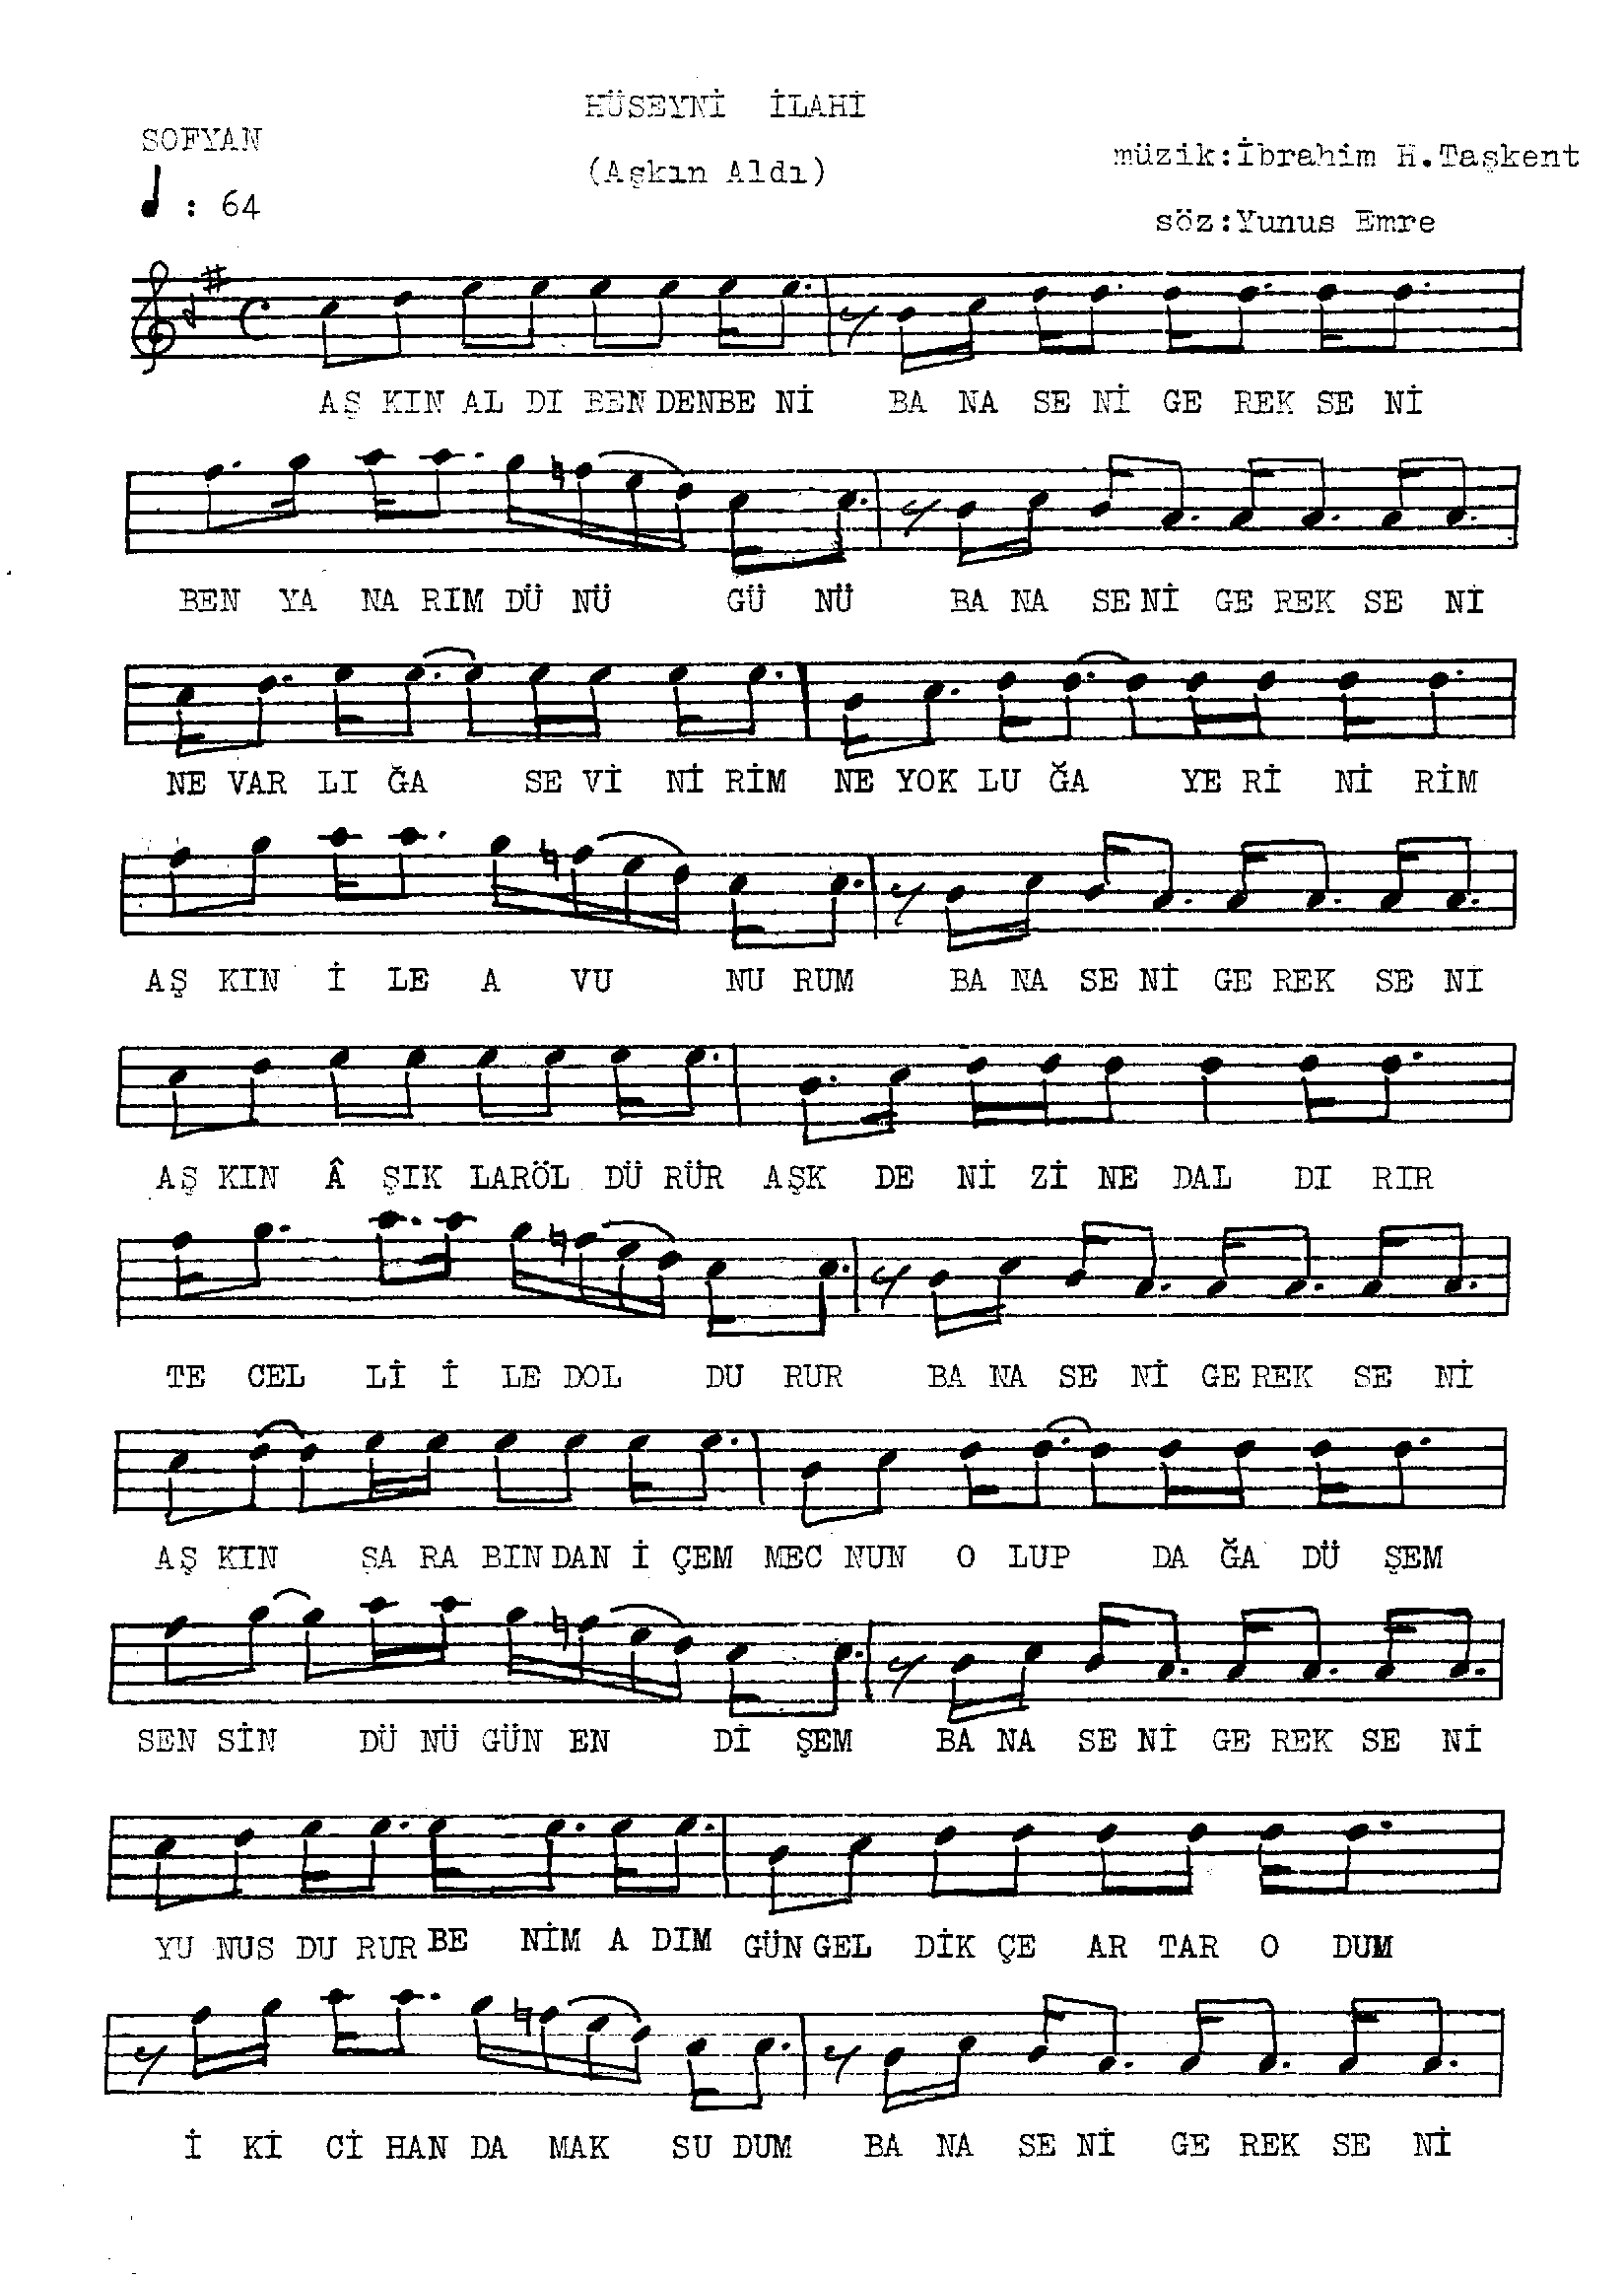 HÜSEYNİ İLAHİ
SOFYAN
(Aşkın Aldı)
müzik:İbrahim H.Taşkent
: 64
söz:Yunus Emre
AŞ KIN AL DI BEN DENBE Nİ BA NA SE Nİ GE REK SE Nİ
BEN YA NA RIM DÜ NÜ GÜ NÜ BA NA SE Nİ GE REK SE Nİ
NE VAR LI ĞA SE Vİ Nİ RİM NE YOK LU ĞA YE Rİ Nİ RİM
AŞ KIN İ LE A VU NU RUM BA NA SE Nİ GE REK SE Nİ
AŞ KIN Â ŞIK LARÖL DÜ RÜR AŞK DE Nİ Zİ NE DAL DI RIR
TE CEL Lİ İ LE DOL DU RUR BA NA SE Nİ GE REK SE Nİ
AŞ KIN ŞA RA BIN DAN İ ÇEM MEC NUN O LUP DA ĞA DÜ ŞEM
SEN SİN DÜ NÜ GÜN EN Dİ ŞEM BA NA SE Nİ GE REK SE Nİ
YU NUS DU RUR BE NİM A DIM GÜN GEL DİK ÇE AR TAR O DUM
İ Kİ Cİ HAN DA MAK SU DUM BA NA SE Nİ GE REK SE Nİ